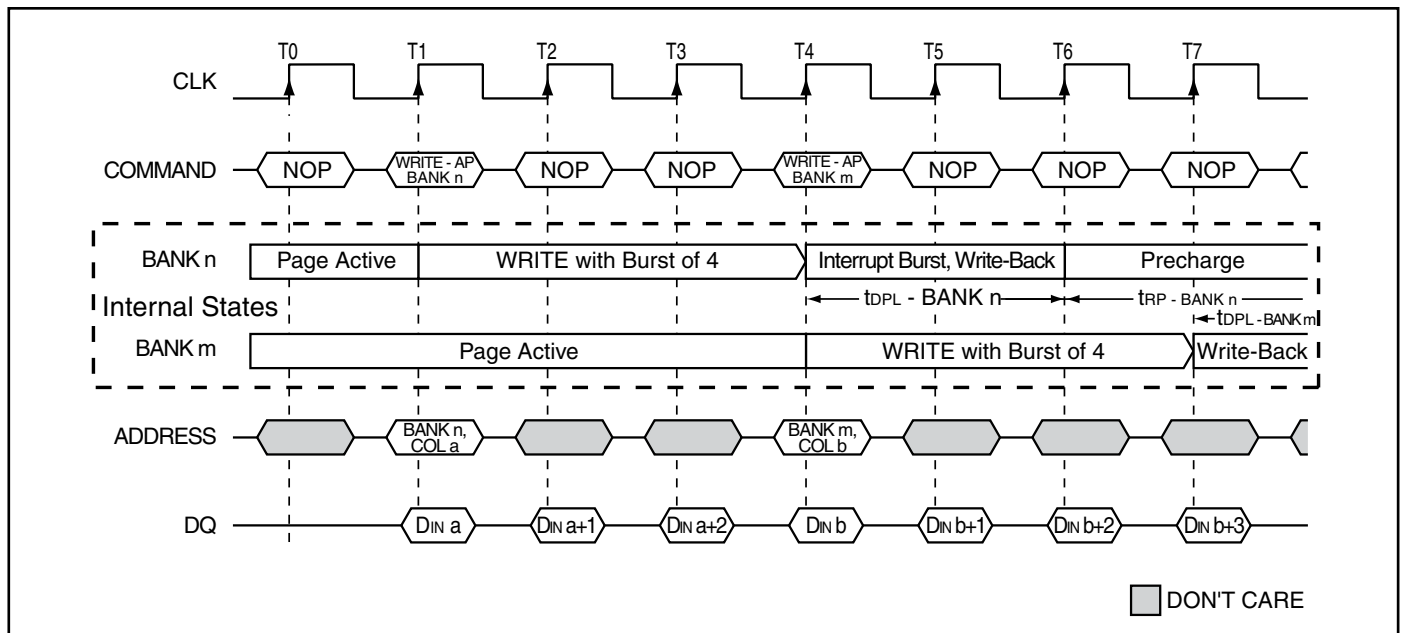 T0 T1 T2 T3 T4 T5 T6 T7
CLK
COMMAND NOP WRITE - AP BANK n NOP NOP WRITE - AP BANK m NOP NOP NOP
BANK n Page Active WRITE with Burst of 4 Interrupt Burst, Write-Back Precharge
Internal States tDPL - BANK n tRP - BANK n
tDPL - BANK m
BANK m Page Active WRITE with Burst of 4 Write-Back
ADDRESS BANK n, COL a BANK m, COL b
DQ DIN a DIN a+1 DIN a+2 DIN b DIN b+1 DIN b+2 DIN b+3
DON'T CARE